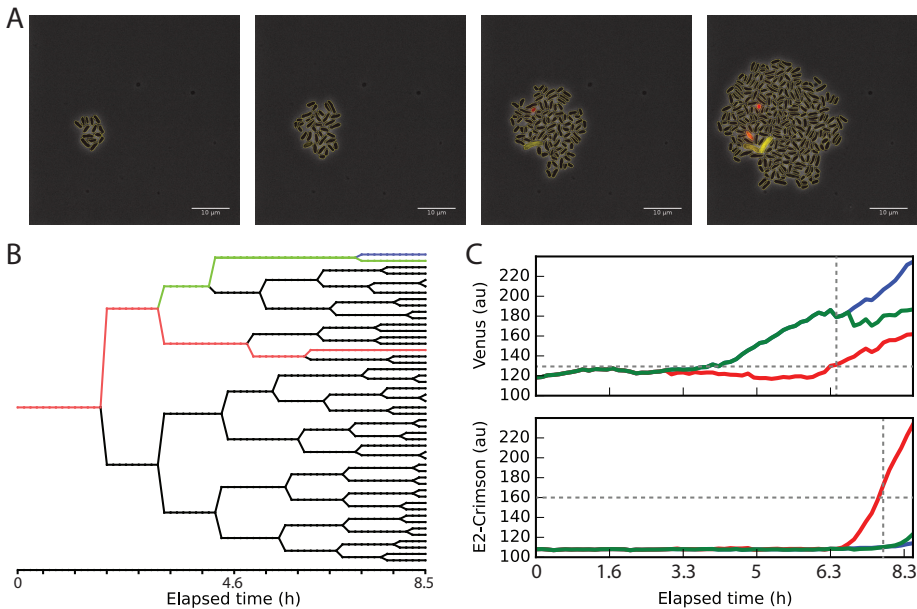 A
10 μm
10 μm
10 μm
10 μm
B
0
4.6
8.5
Elapsed time (h)
C
220
200
180
160
140
120
100
Venus (au)
220
200
180
160
140
120
100
E2-Crimson (au)
0
1.6
3.3
5
6.3
8.3
Elapsed time (h)